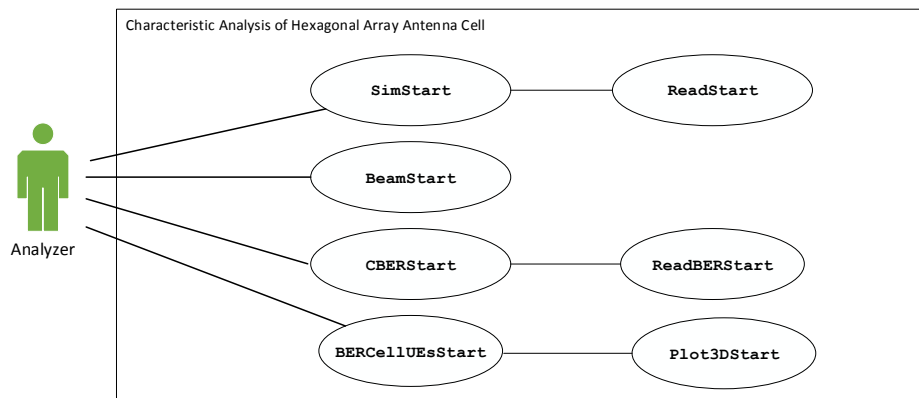 Characteristic Analysis of Hexagonal Array Antenna Cell
SimStart
ReadStart
BeamStart
Analyzer
CBERStart
ReadBERStart
BERCellUEsStart
Plot3DStart